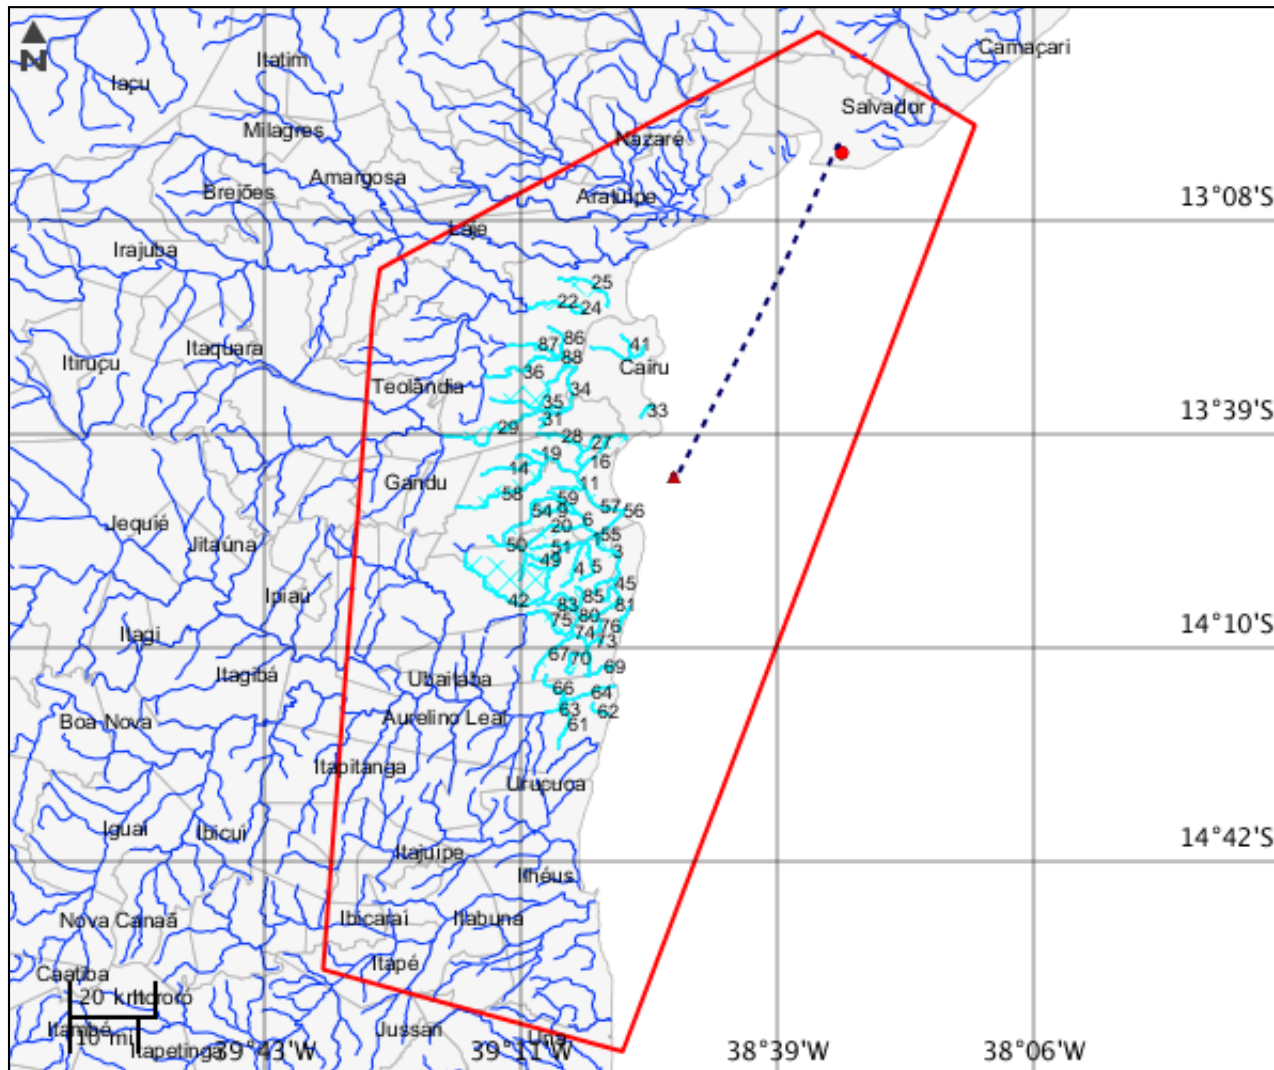 N
Camaçari
Itatim
Iaçu
Salvador
Milagres
Nazaré
Amargosa
Brejões
Aratuípe
13°08'S
Laje
Irajuba
25
22
24
86
87
41
Itaquara
88
Itiruçu
Cairu
36
Teolândia
34
35
33
31
29
13°39'S
28
27
19
16
14
Gandu
11
58
59
57
54
9
56
6
Jequié
20
55
1
50
51
3
Jitaúna
49
5
4
45
Ipiaú
85
42
83
81
80
75
76
Itagi
74
73
14°10'S
67
70
69
Itagibá
Ubaitaba
66
64
63
62
Boa Nova
Aurelino Leal
61
Itapitanga
Uruçuca
Iguaí
Ibicuí
14°42'S
Itajuípe
Ilhéus
Nova Canaã
Ibicaraí
Itabuna
Itapé
Caatiba
20 km
Itororó
Itambé
10 mi
Jussari
Una
Itapetinga
39°43'W
39°11'W
38°39'W
38°06'W